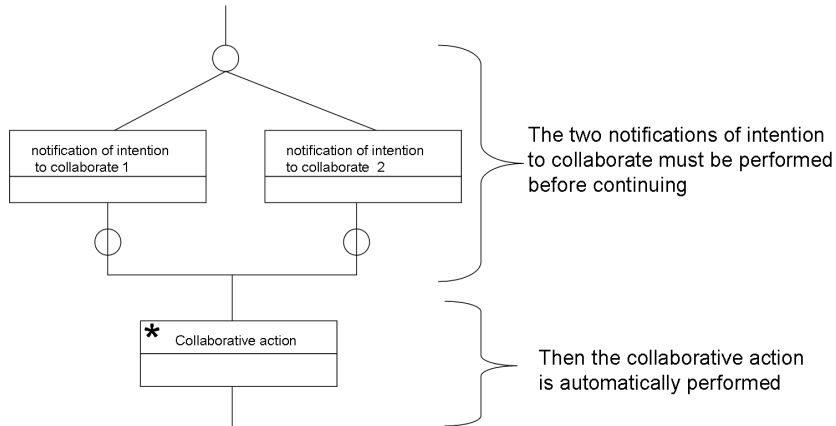 notification of intention
to collaborate 1
notification of intention
to collaborate 2
The two notifications of intention
to collaborate must be performed
before continuing
* Collaborative action
Then the collaborative action
is automatically performed